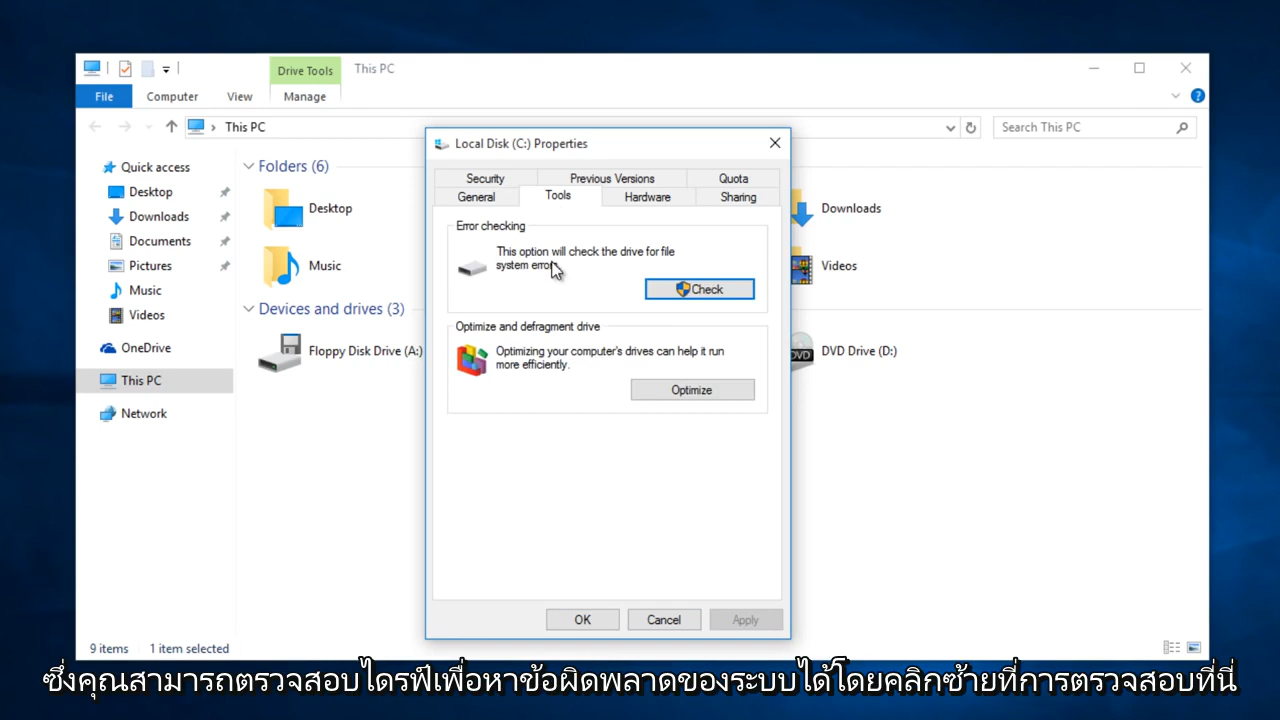 Drive Tools
This PC
File
Computer
View
Manage
This PC
Search This PC
Quick access
Desktop
Downloads
Documents
Pictures
Music
Videos
OneDrive
This PC
Network
Folders (6)
Desktop
Music
Devices and drives (3)
Floppy Disk Drive (A:)
Downloads
Videos
DVD
DVD Drive (D:)
Local Disk (C:) Properties
Security
Previous Versions
Quota
General
Tools
Hardware
Sharing
Error checking
This option will check the drive for file
system error
Check
Optimize and defragment drive
Optimizing your computer's drives can help it run
more efficiently.
Optimize
OK
Cancel
Apply
9 items
1 item selected
ซึ่งคุณสามารถตรวจสอบไดรฟ์เพื่อหาข้อผิดพลาดของระบบได้โดยคลิกซ้ายที่การตรวจสอบที่นี่